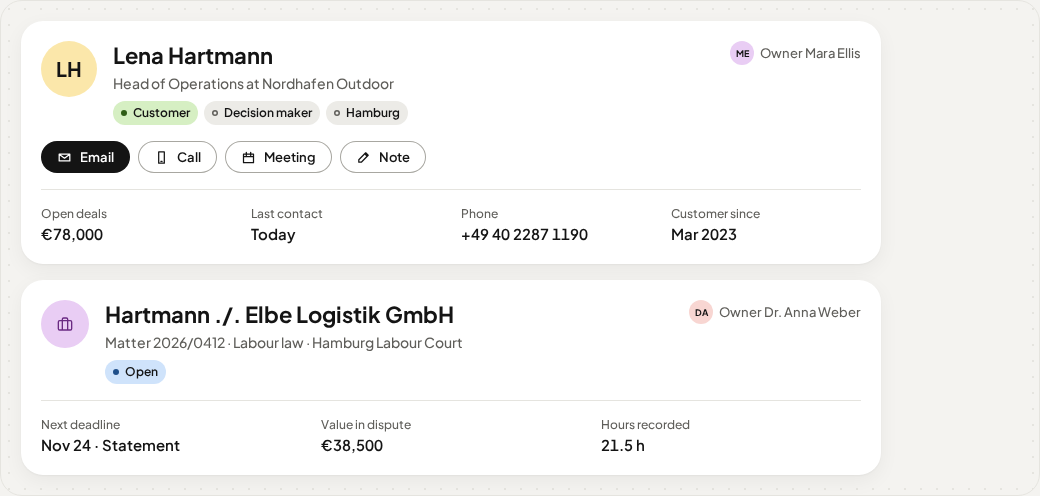 LH
Lena Hartmann
ME Owner Mara Ellis
Head of Operations at Nordhafen Outdoor
Customer Decision maker Hamburg
Email Call Meeting Note
Open deals Last contact Phone Customer since
€78,000 Today +49 40 2287 1190 Mar 2023
Hartmann ./. Elbe Logistik GmbH
DA Owner Dr. Anna Weber
Matter 2026/0412 · Labour law · Hamburg Labour Court
Open
Next deadline Value in dispute Hours recorded
Nov 24 · Statement €38,500 21.5 h